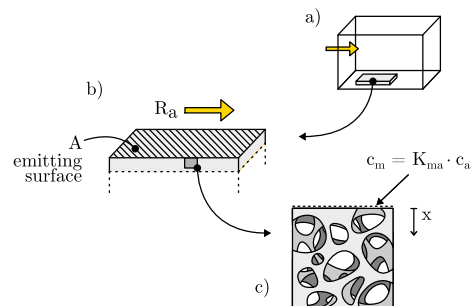 a)
b)
Rₐ
A
emitting
surface
cₘ = Kₘₐ · cₐ
x
c)